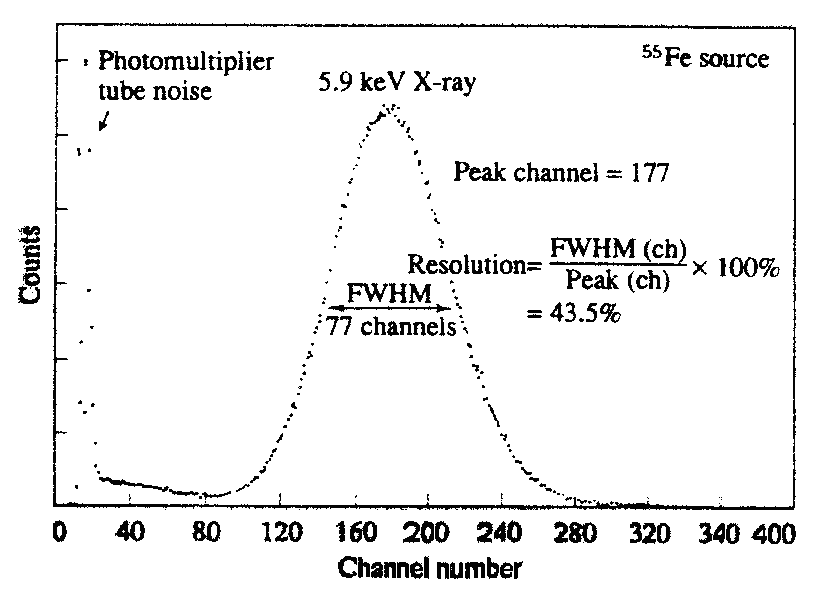 Photomultiplier
tube noise
5.9 keV X-ray
⁵⁵Fe source
Peak channel = 177
Resolution= FWHM (ch) / Peak (ch) × 100%
= 43.5%
FWHM
77 channels
Counts
0 40 80 120 160 200 240 280 320 340 400
Channel number